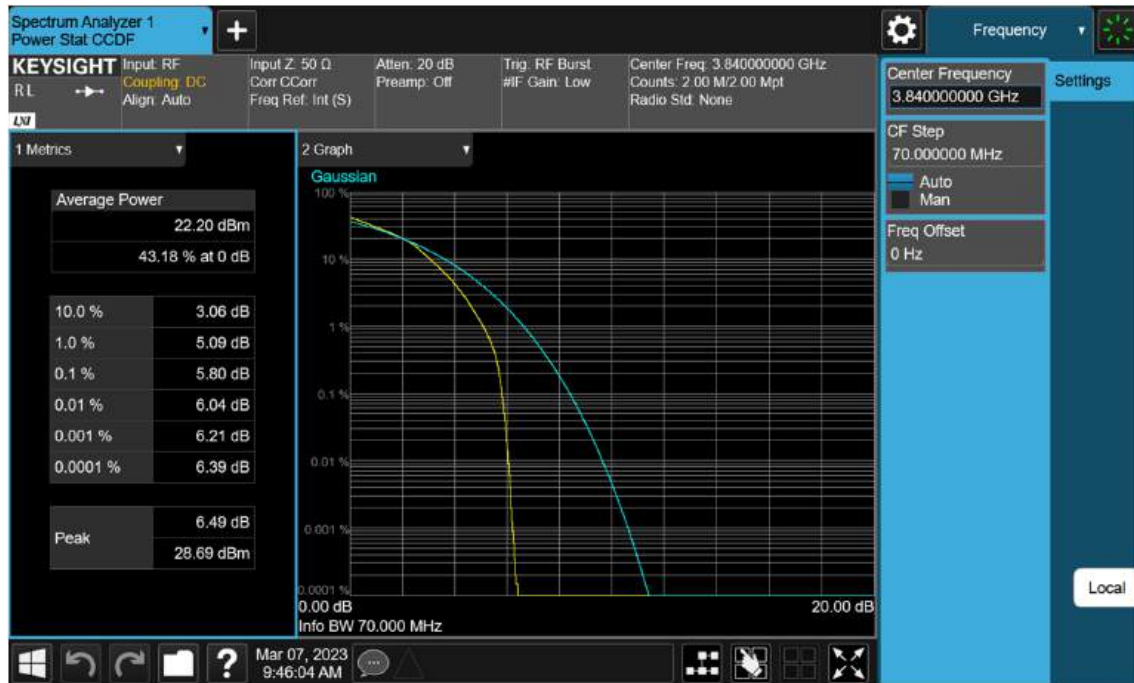 Spectrum Analyzer 1
Power Stat CCDF
Frequency
KEYSIGHT
RL
LXI
Input: RF
Coupling: DC
Align: Auto
Input Z: 50 Ω
Corr CCorr
Freq Ref: Int (S)
Atten: 20 dB
Preamp: Off
Trig: RF Burst
#IF Gain: Low
Center Freq: 3.840000000 GHz
Counts: 2.00 M/2.00 Mpt
Radio Std: None
Center Frequency
3.840000000 GHz
Settings
CF Step
70.000000 MHz
Auto
Man
Freq Offset
0 Hz
1 Metrics
Average Power
22.20 dBm
43.18 % at 0 dB
10.0 % 3.06 dB
1.0 % 5.09 dB
0.1 % 5.80 dB
0.01 % 6.04 dB
0.001 % 6.21 dB
0.0001 % 6.39 dB
Peak
6.49 dB
28.69 dBm
2 Graph
Gaussian
100 %
10 %
1 %
0.1 %
0.01 %
0.001 %
0.0001 %
0.00 dB 20.00 dB
Info BW 70.000 MHz
Local
?
Mar 07, 2023
9:46:04 AM